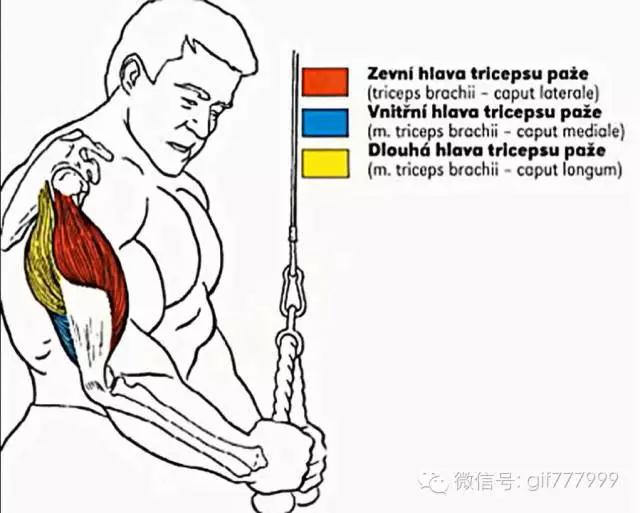 Zevní hlava tricepsu paže
(triceps brachii – caput laterale)
Vnitřní hlava tricepsu paže
(m. triceps brachii – caput mediale)
Dlouhá hlava tricepsu paže
(m. triceps brachii – caput longum)
微信号: gif777999